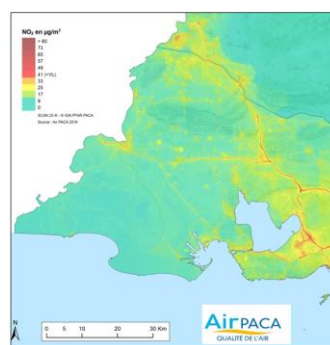 NO₂ en µg/m³
> 80
73
65
57
49
41 (>VL)
33
25
17
8
0
Source : Air PACA 2016
N
0 5 10 20 30 Km
AirPACA
QUALITÉ DE L'AIR